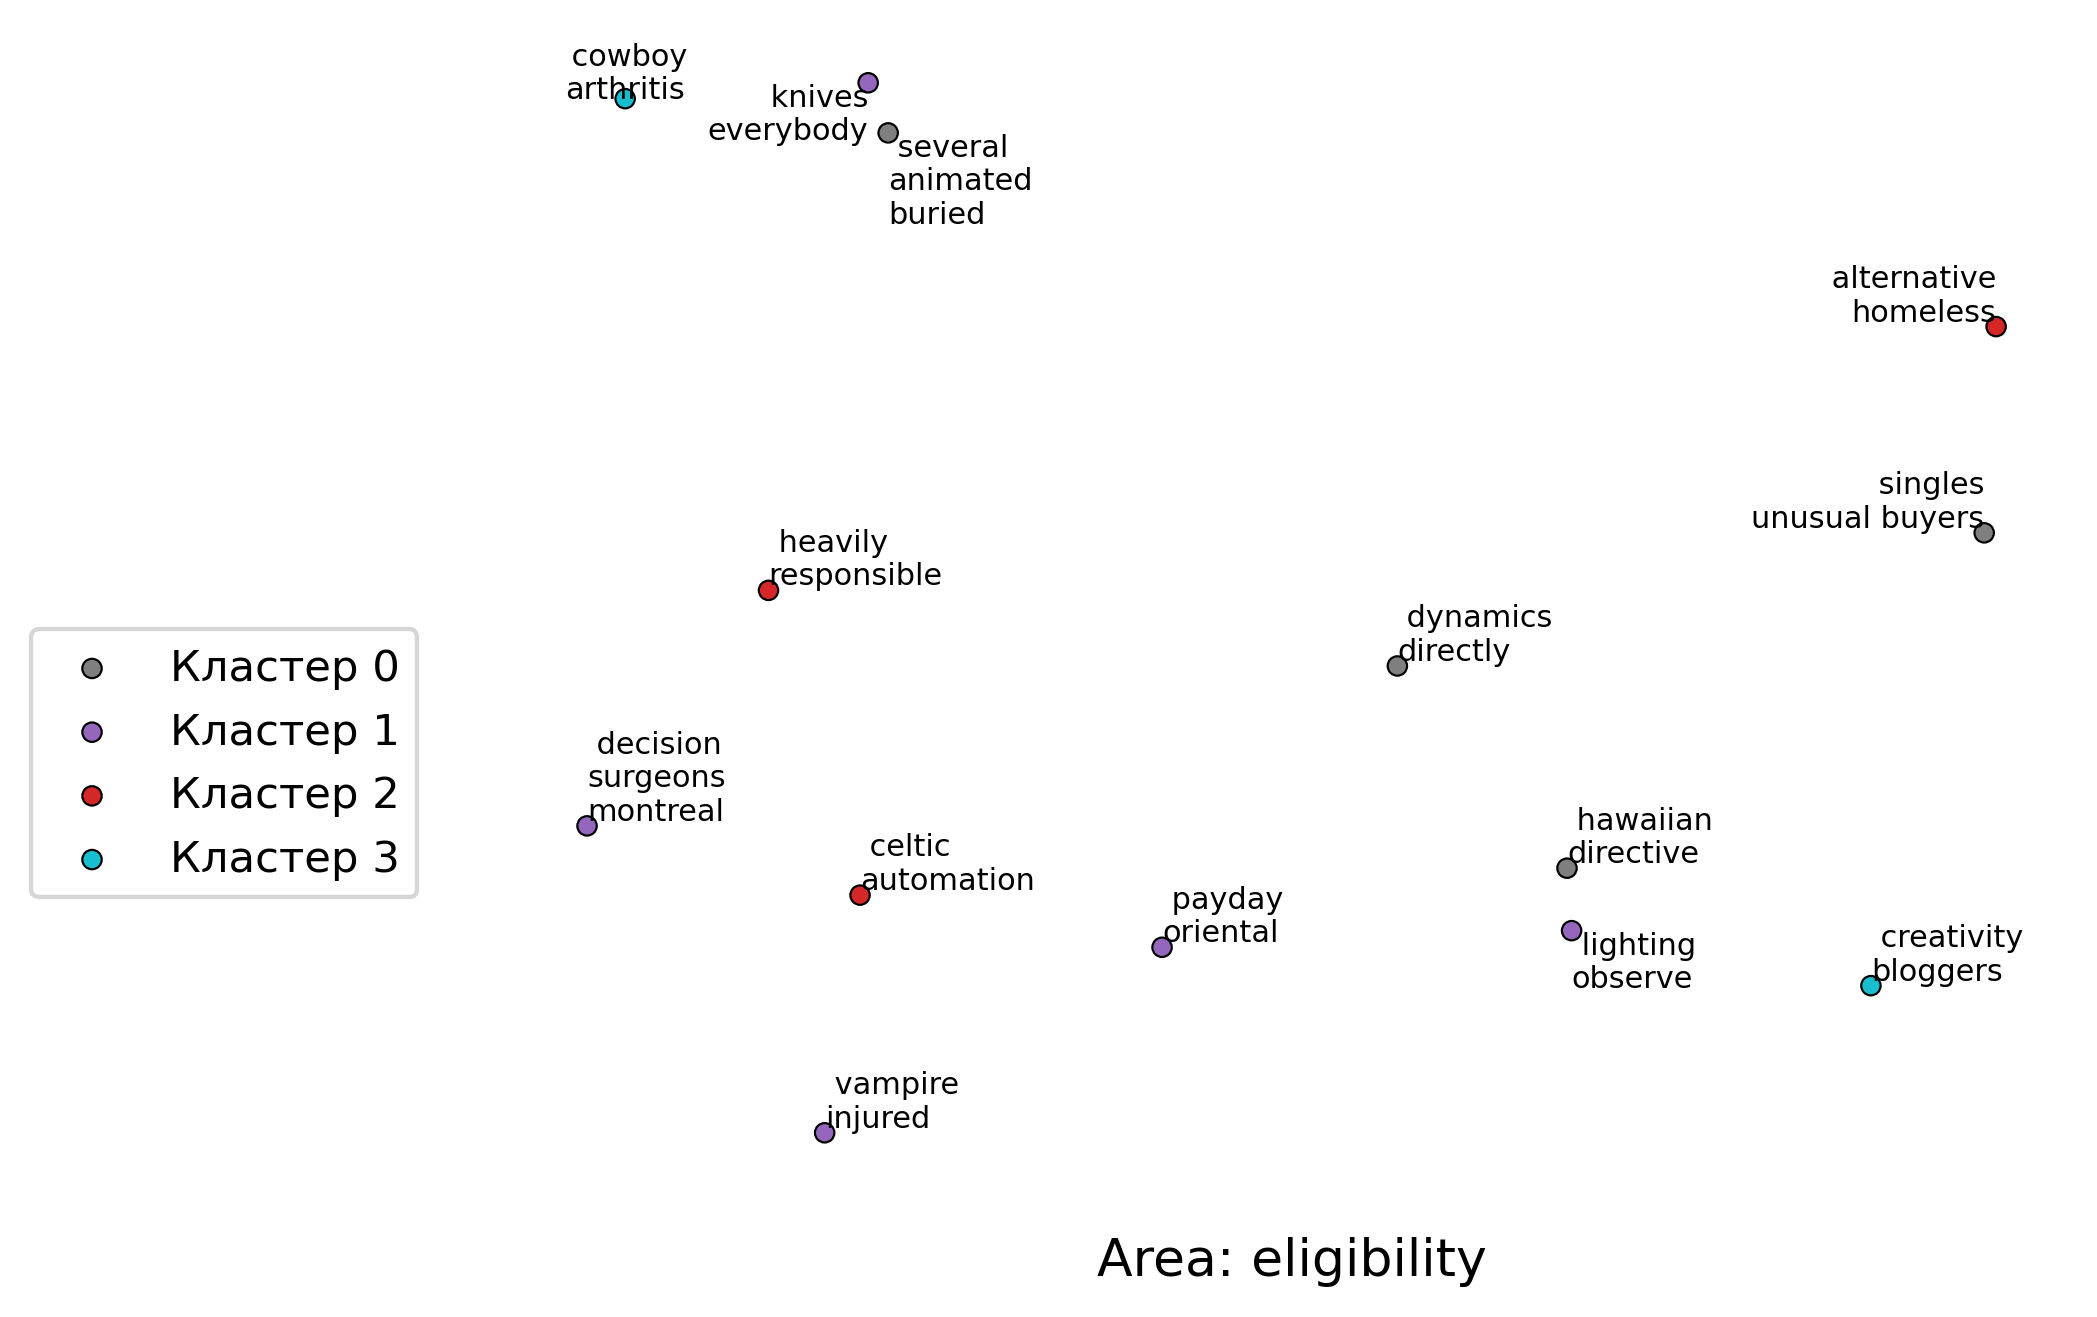 cowboy
arthritis
knives
everybody
several
animated
buried
alternative
homeless
singles
unusual buyers
heavily
responsible
dynamics
directly
Кластер 0
Кластер 1
Кластер 2
Кластер 3
decision
surgeons
montreal
celtic
automation
payday
oriental
hawaiian
directive
lighting
observe
creativity
bloggers
vampire
injured
Area: eligibility